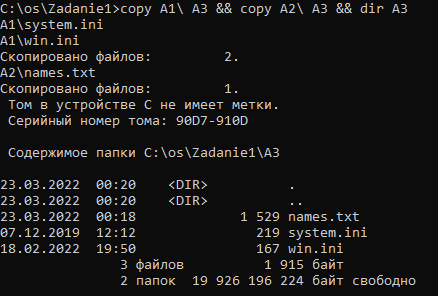 C:\os\Zadanie1>copy A1\ A3 && copy A2\ A3 && dir A3
A1\system.ini
A1\win.ini
Скопировано файлов:         2.
A2\names.txt
Скопировано файлов:         1.
 Том в устройстве C не имеет метки.
 Серийный номер тома: 90D7-910D

 Содержимое папки C:\os\Zadanie1\A3

23.03.2022  00:20    <DIR>          .
23.03.2022  00:20    <DIR>          ..
23.03.2022  00:18             1 529 names.txt
07.12.2019  12:12               219 system.ini
18.02.2022  19:50               167 win.ini
               3 файлов          1 915 байт
               2 папок  19 926 196 224 байт свободно